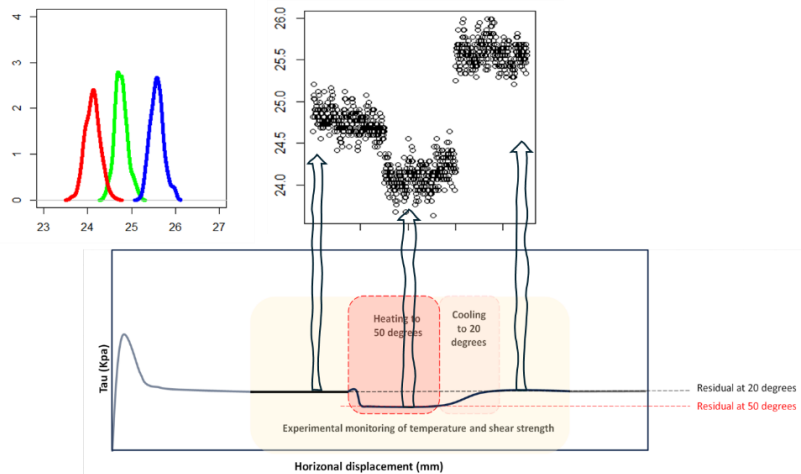 4
3
2
1
0
23 24 25 26 27
26.0
25.5
25.0
24.5
24.0
Heating to
50 degrees
Cooling
to 20
degrees
Tau (Kpa)
Residual at 20 degrees
Residual at 50 degrees
Experimental monitoring of temperature and shear strength
Horizonal displacement (mm)